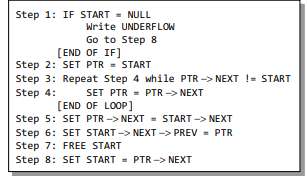 Step 1: IF START = NULL
Write UNDERFLOW
Go to Step 8
[END OF IF]
Step 2: SET PTR = START
Step 3: Repeat Step 4 while PTR–>NEXT != START
Step 4: SET PTR = PTR–>NEXT
[END OF LOOP]
Step 5: SET PTR–>NEXT = START–>NEXT
Step 6: SET START–>NEXT–>PREV = PTR
Step 7: FREE START
Step 8: SET START = PTR–>NEXT